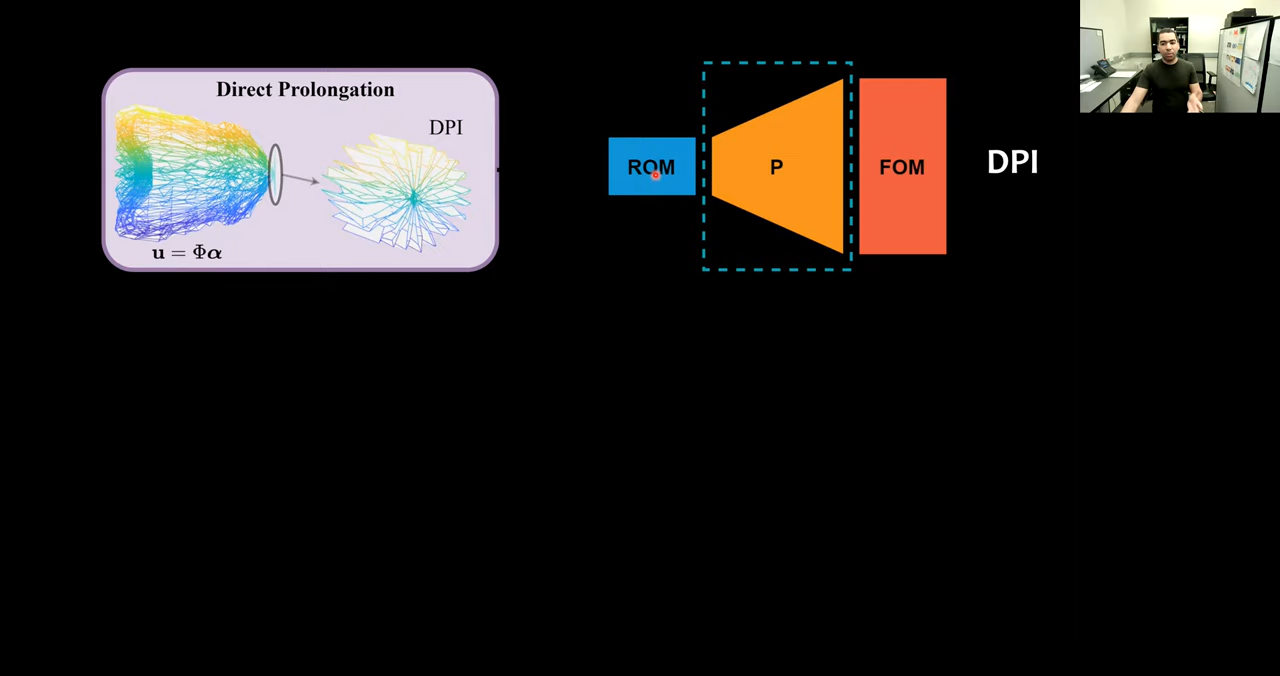 Direct Prolongation
DPI
u = Φα
ROM
P
FOM
DPI